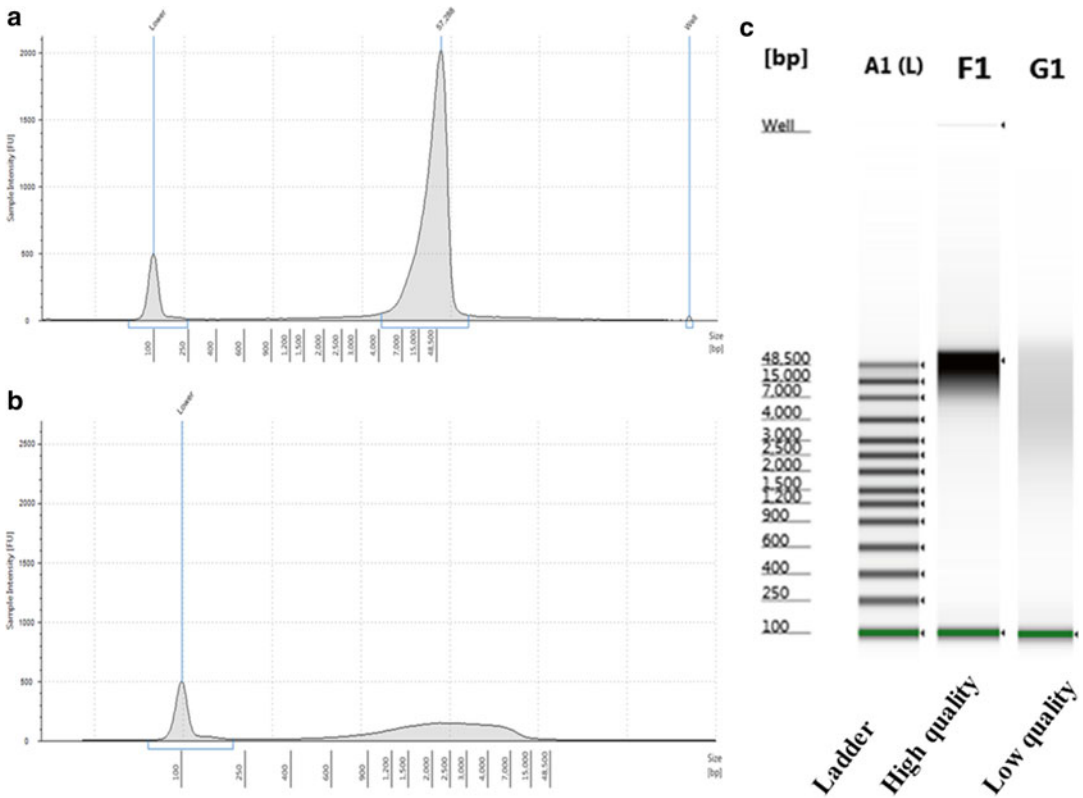 a
Lower
57,288
Well
Sample Intensity [FU]
2000
1500
1000
500
0
100
250
400
600
900
1,200
1,500
2,000
2,500
3,000
4,000
7,000
15,000
48,500
Size
[bp]
b
Lower
Sample Intensity [FU]
2500
2000
1500
1000
500
0
100
250
400
600
900
1,200
1,500
2,000
2,500
3,000
4,000
7,000
15,000
48,500
Size
[bp]
c
[bp]
A1 (L)
F1
G1
Well
48,500
15,000
7,000
4,000
3,000
2,500
2,000
1,500
1,200
900
600
400
250
100
Ladder
High quality
Low quality